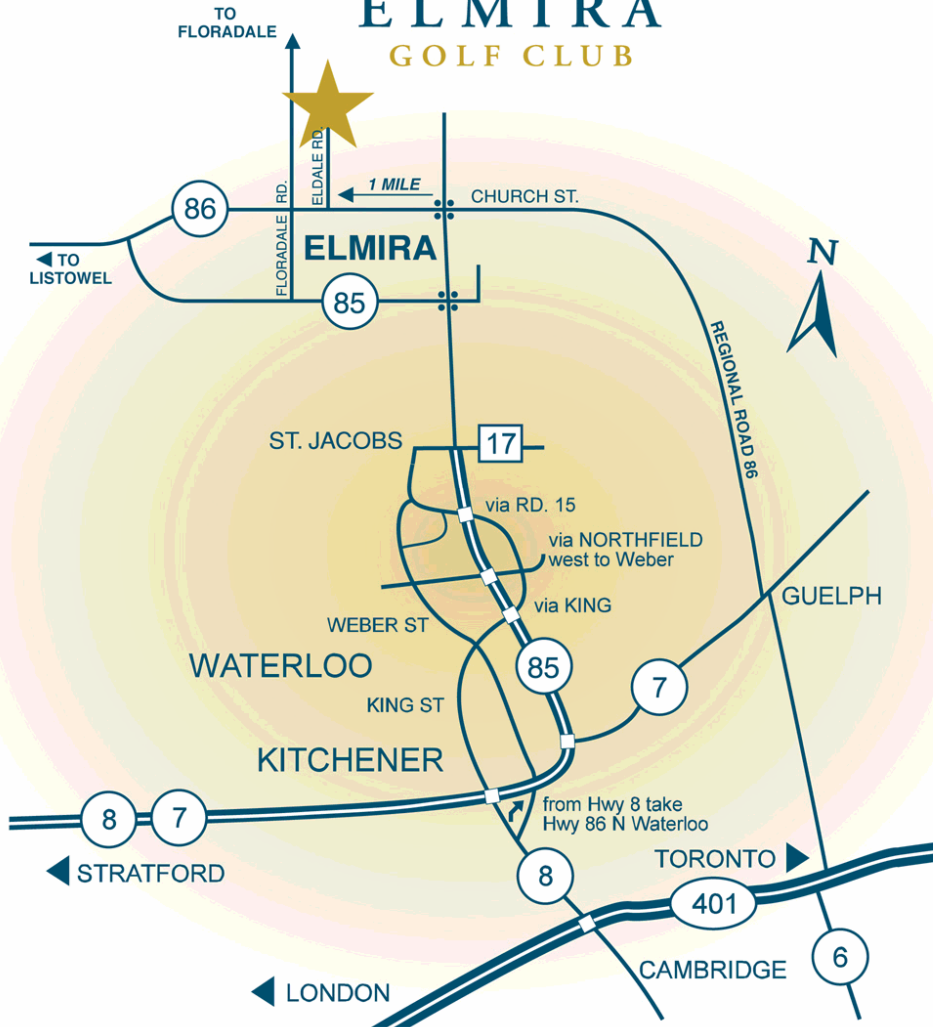 ELMIRA
GOLF CLUB
TO
FLORADALE
ELDALE RD.
FLORADALE RD.
1 MILE
CHURCH ST.
86
ELMIRA
TO
LISTOWEL
85
N
REGIONAL ROAD 86
ST. JACOBS
17
via RD. 15
via NORTHFIELD
west to Weber
via KING
GUELPH
WEBER ST
WATERLOO
85
7
KING ST
KITCHENER
8
7
from Hwy 8 take
Hwy 86 N Waterloo
STRATFORD
TORONTO
8
401
6
CAMBRIDGE
LONDON